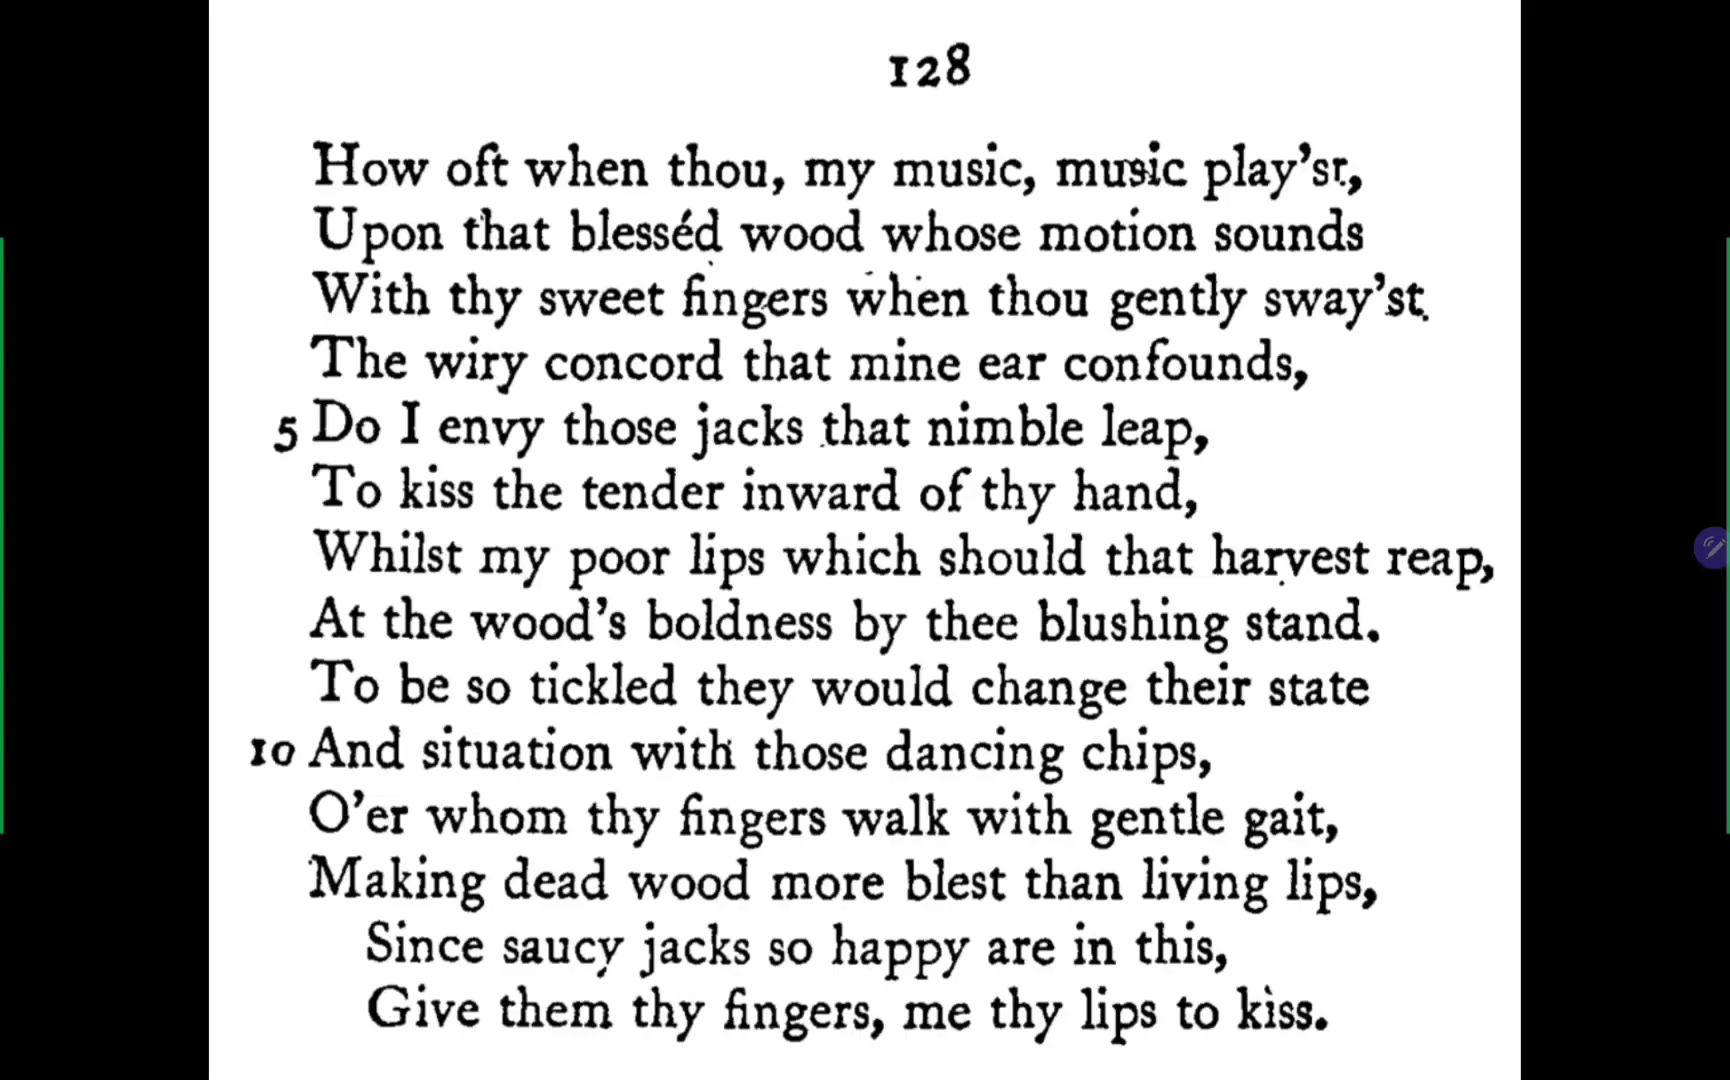 128
How oft when thou, my music, music play'st,
Upon that blesséd wood whose motion sounds
With thy sweet fingers when thou gently sway'st
The wiry concord that mine ear confounds,
5 Do I envy those jacks that nimble leap,
To kiss the tender inward of thy hand,
Whilst my poor lips which should that harvest reap,
At the wood's boldness by thee blushing stand.
To be so tickled they would change their state
10 And situation with those dancing chips,
O'er whom thy fingers walk with gentle gait,
Making dead wood more blest than living lips,
Since saucy jacks so happy are in this,
Give them thy fingers, me thy lips to kiss.